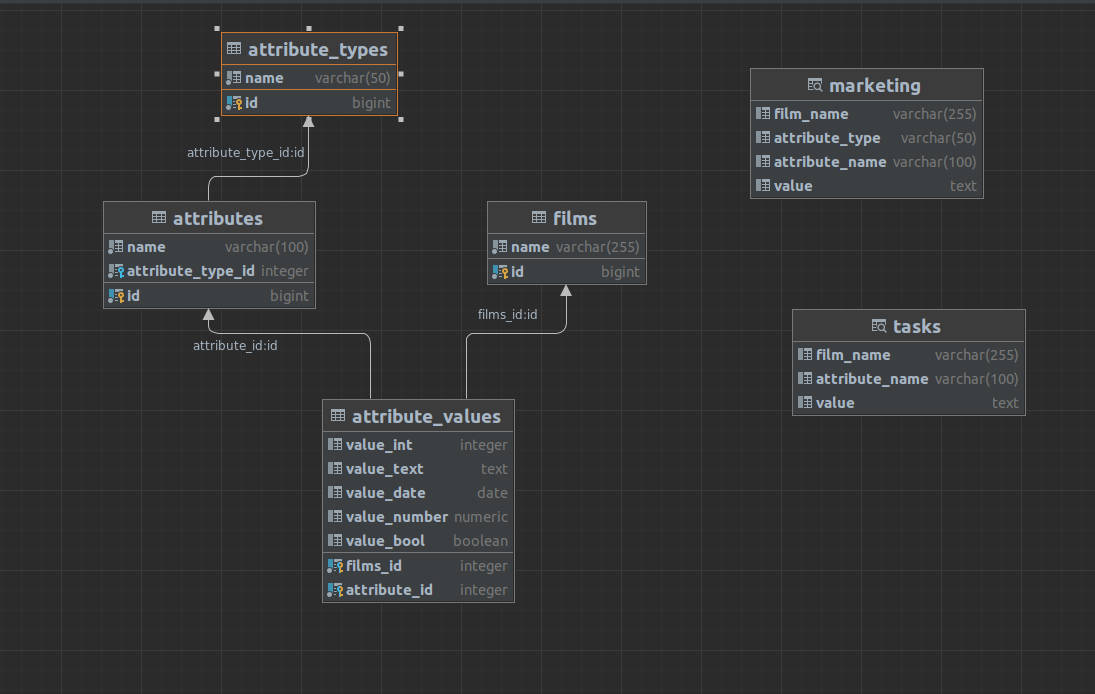 attribute_types
name varchar(50)
id bigint
attribute_type_id:id
attributes
name varchar(100)
attribute_type_id integer
id bigint
attribute_id:id
films
name varchar(255)
id bigint
films_id:id
attribute_values
value_int integer
value_text text
value_date date
value_number numeric
value_bool boolean
films_id integer
attribute_id integer
marketing
film_name varchar(255)
attribute_type varchar(50)
attribute_name varchar(100)
value text
tasks
film_name varchar(255)
attribute_name varchar(100)
value text